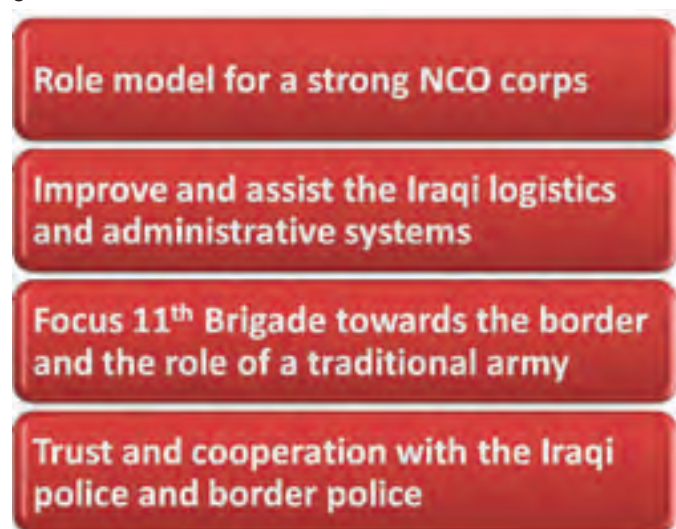 Role model for a strong NCO corps
Improve and assist the Iraqi logistics
and administrative systems
Focus 11th Brigade towards the border
and the role of a traditional army
Trust and cooperation with the Iraqi
police and border police